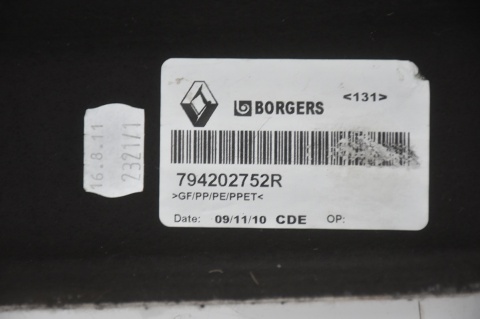 BORGERS <131>
794202752R
>GF/PP/PE/PPET<
Date: 09/11/10 CDE OP:
16.8.11
2321/1